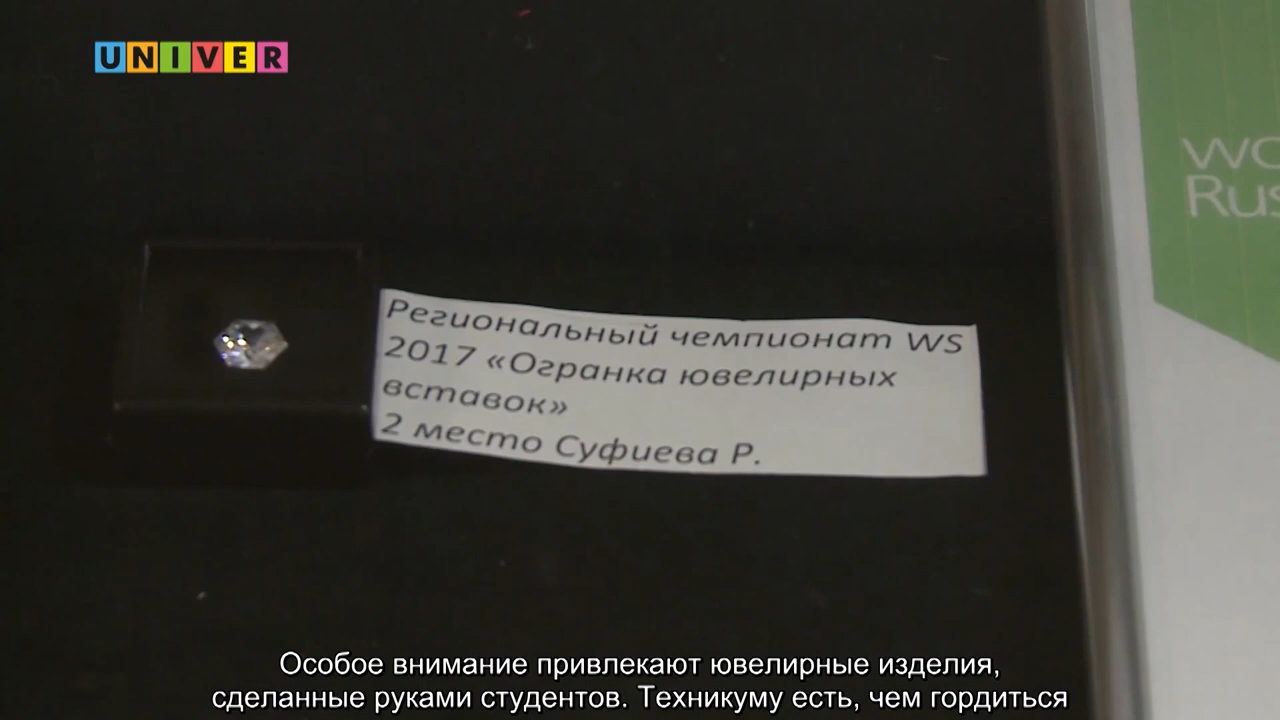 UNIVER
Региональный чемпионат WS
2017 «Огранка ювелирных
вставок»
2 место Суфиева Р.
Особое внимание привлекают ювелирные изделия,
сделанные руками студентов. Техникуму есть, чем гордиться